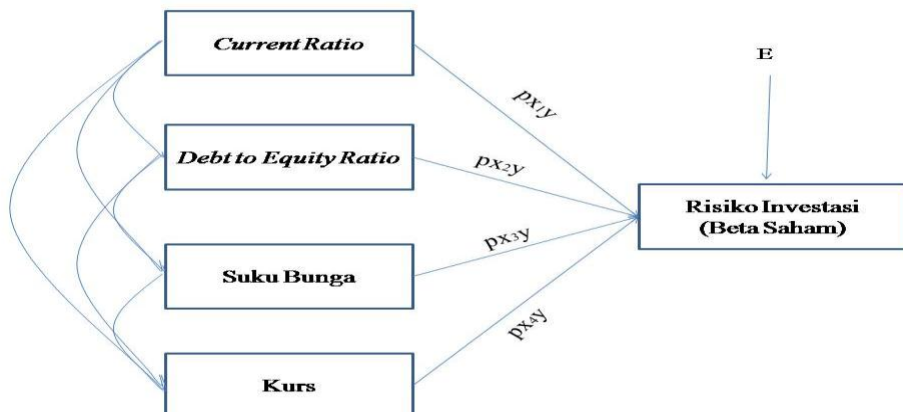 Current Ratio
E
px₁y
Debt to Equity Ratio
px₂y
Risiko Investasi
(Beta Saham)
px₃y
Suku Bunga
px₄y
Kurs